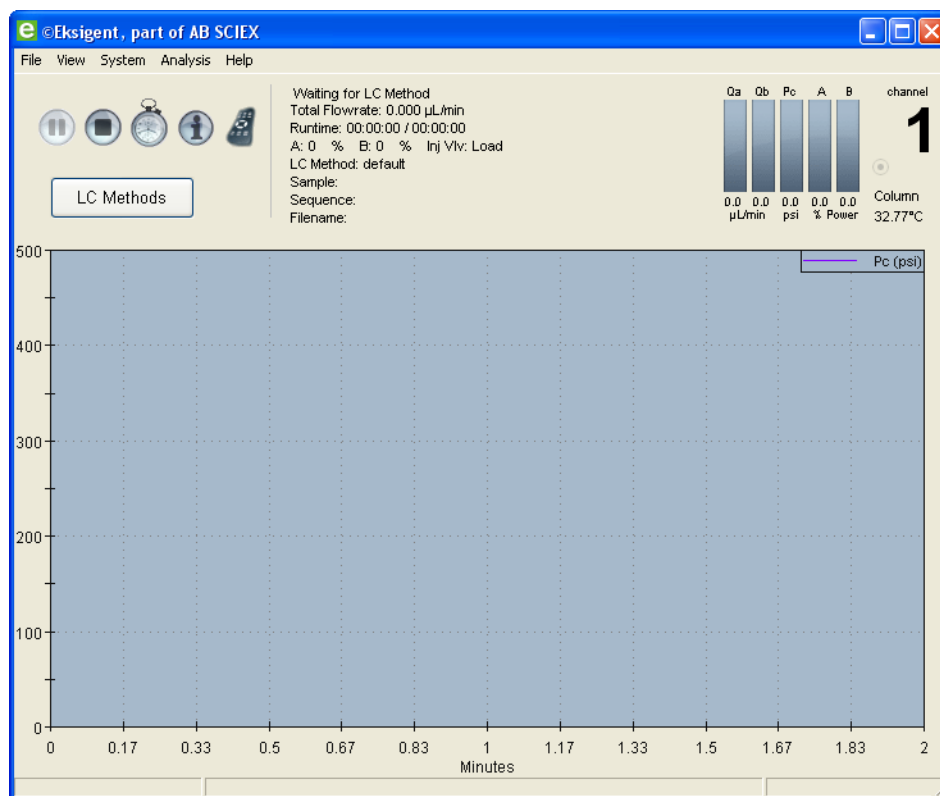 e ©Eksigent, part of AB SCIEX
File View System Analysis Help
Waiting for LC Method
Total Flowrate: 0.000 µL/min
Runtime: 00:00:00 / 00:00:00
A: 0 % B: 0 % Inj Vlv: Load
LC Method: default
Sample:
Sequence:
Filename:
LC Methods
Qa Qb Pc A B
0.0 0.0 0.0 0.0 0.0
µL/min psi % Power
channel
1
Column
32.77°C
Pc (psi)
500
400
300
200
100
0
0 0.17 0.33 0.5 0.67 0.83 1 1.17 1.33 1.5 1.67 1.83 2
Minutes